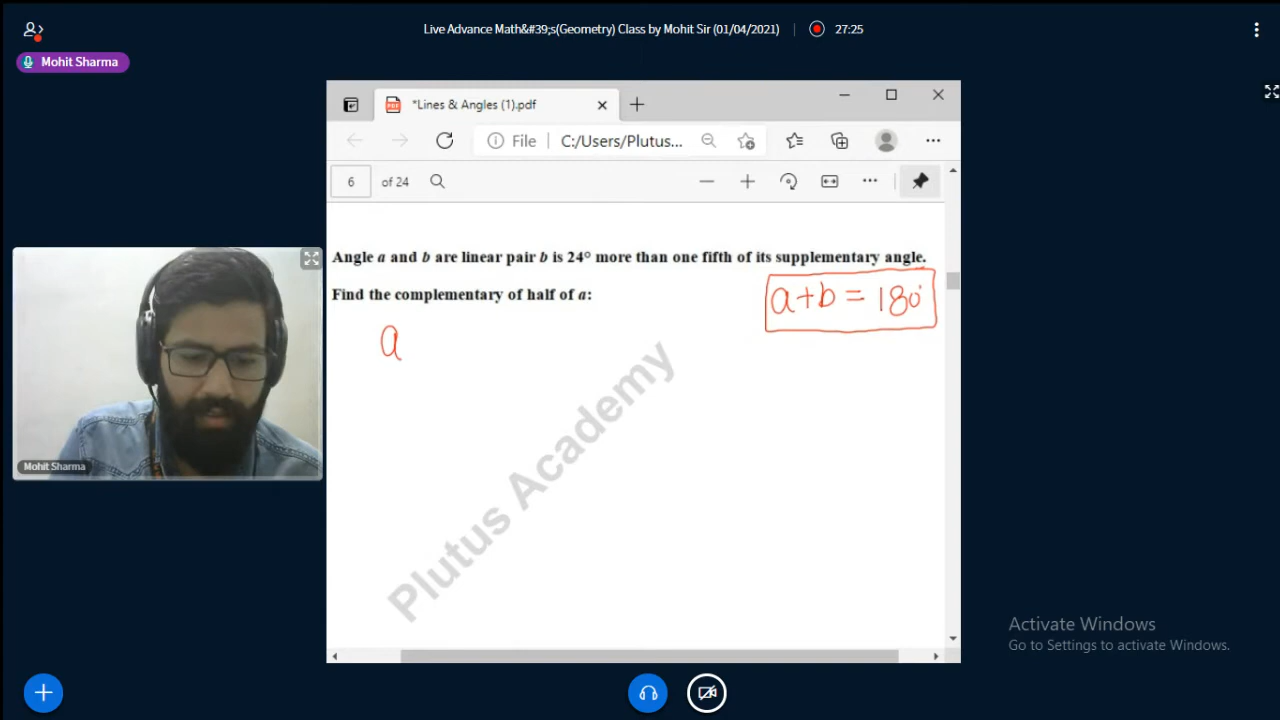 Live Advance Math&#39;s(Geometry) Class by Mohit Sir (01/04/2021)
27:25
Mohit Sharma
*Lines & Angles (1).pdf
File
C:/Users/Plutus...
6 of 24
Angle a and b are linear pair b is 24° more than one fifth of its supplementary angle.
Find the complementary of half of a:
a+b = 180°
a
Plutus Academy
Mohit Sharma
Activate Windows
Go to Settings to activate Windows.